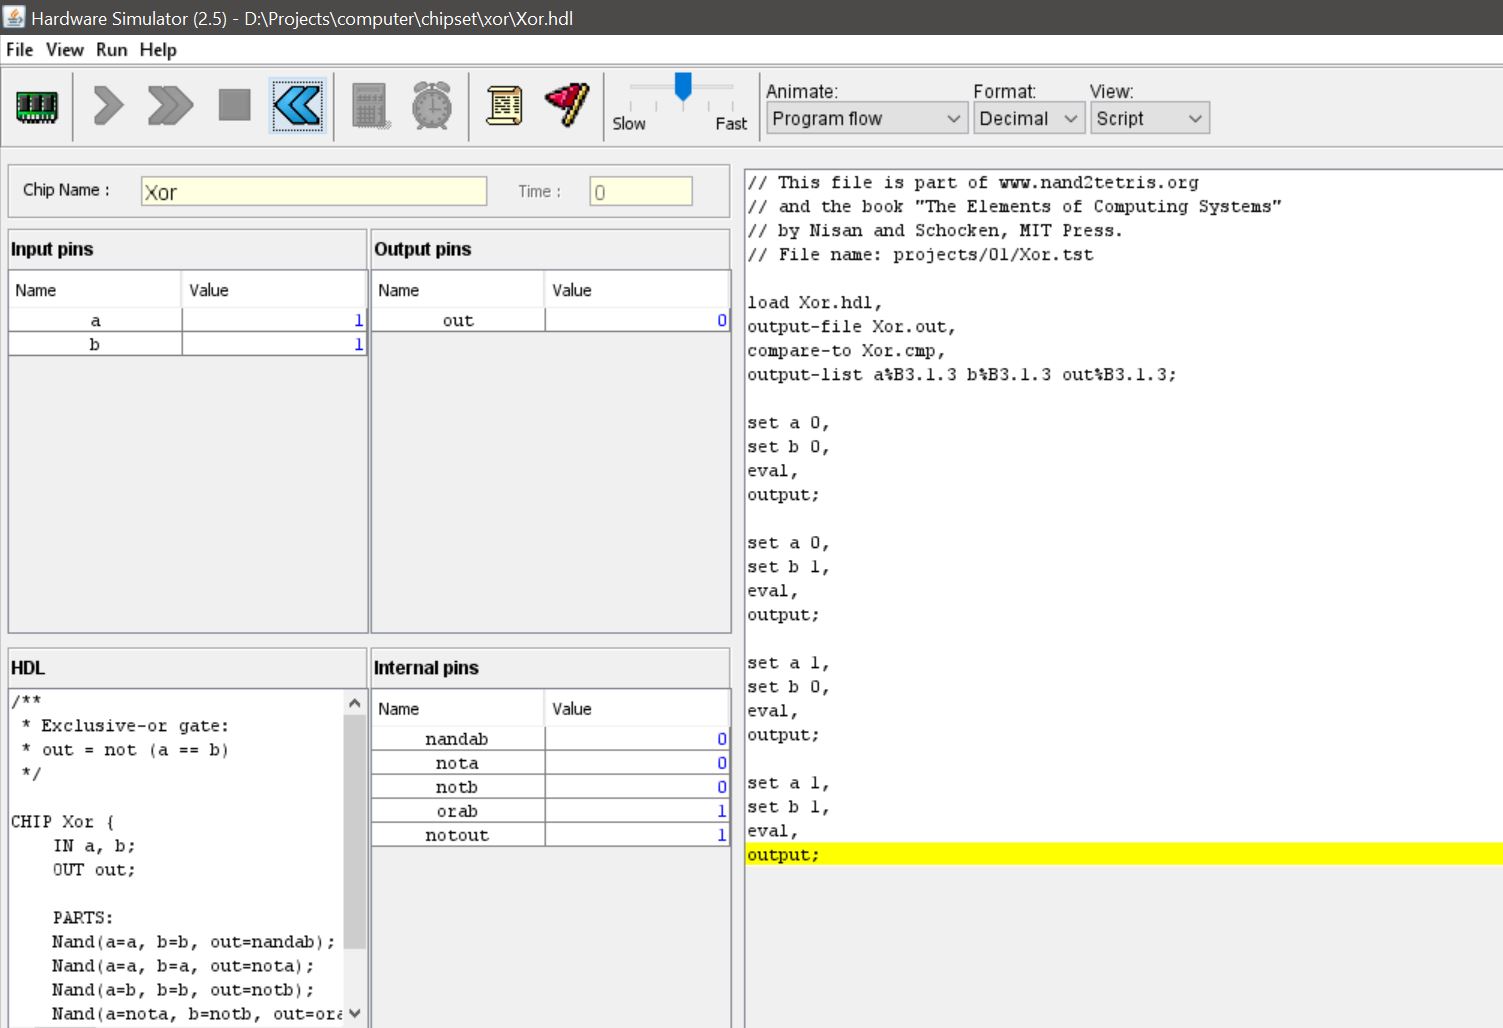 Hardware Simulator (2.5) - D:\Projects\computer\chipset\xor\Xor.hdl
File View Run Help
Slow Fast
Animate: Format: View:
Program flow Decimal Script
Chip Name : Xor Time : 0
Input pins
Name Value
a 1
b 1
Output pins
Name Value
out 0
HDL
/**
* Exclusive-or gate:
* out = not (a == b)
*/
CHIP Xor {
IN a, b;
OUT out;
PARTS:
Nand(a=a, b=b, out=nandab);
Nand(a=a, b=a, out=nota);
Nand(a=b, b=b, out=notb);
Nand(a=nota, b=notb, out=ora
Internal pins
Name Value
nandab 0
nota 0
notb 0
orab 1
notout 1
// This file is part of www.nand2tetris.org
// and the book "The Elements of Computing Systems"
// by Nisan and Schocken, MIT Press.
// File name: projects/01/Xor.tst
load Xor.hdl,
output-file Xor.out,
compare-to Xor.cmp,
output-list a%B3.1.3 b%B3.1.3 out%B3.1.3;
set a 0,
set b 0,
eval,
output;
set a 0,
set b 1,
eval,
output;
set a 1,
set b 0,
eval,
output;
set a 1,
set b 1,
eval,
output;